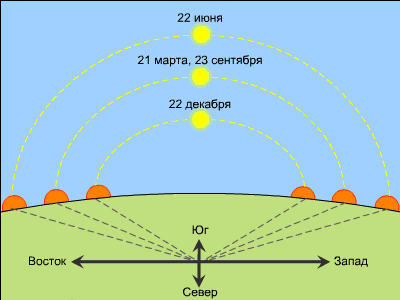 22 июня
21 марта, 23 сентября
22 декабря
Юг
Восток
Запад
Север